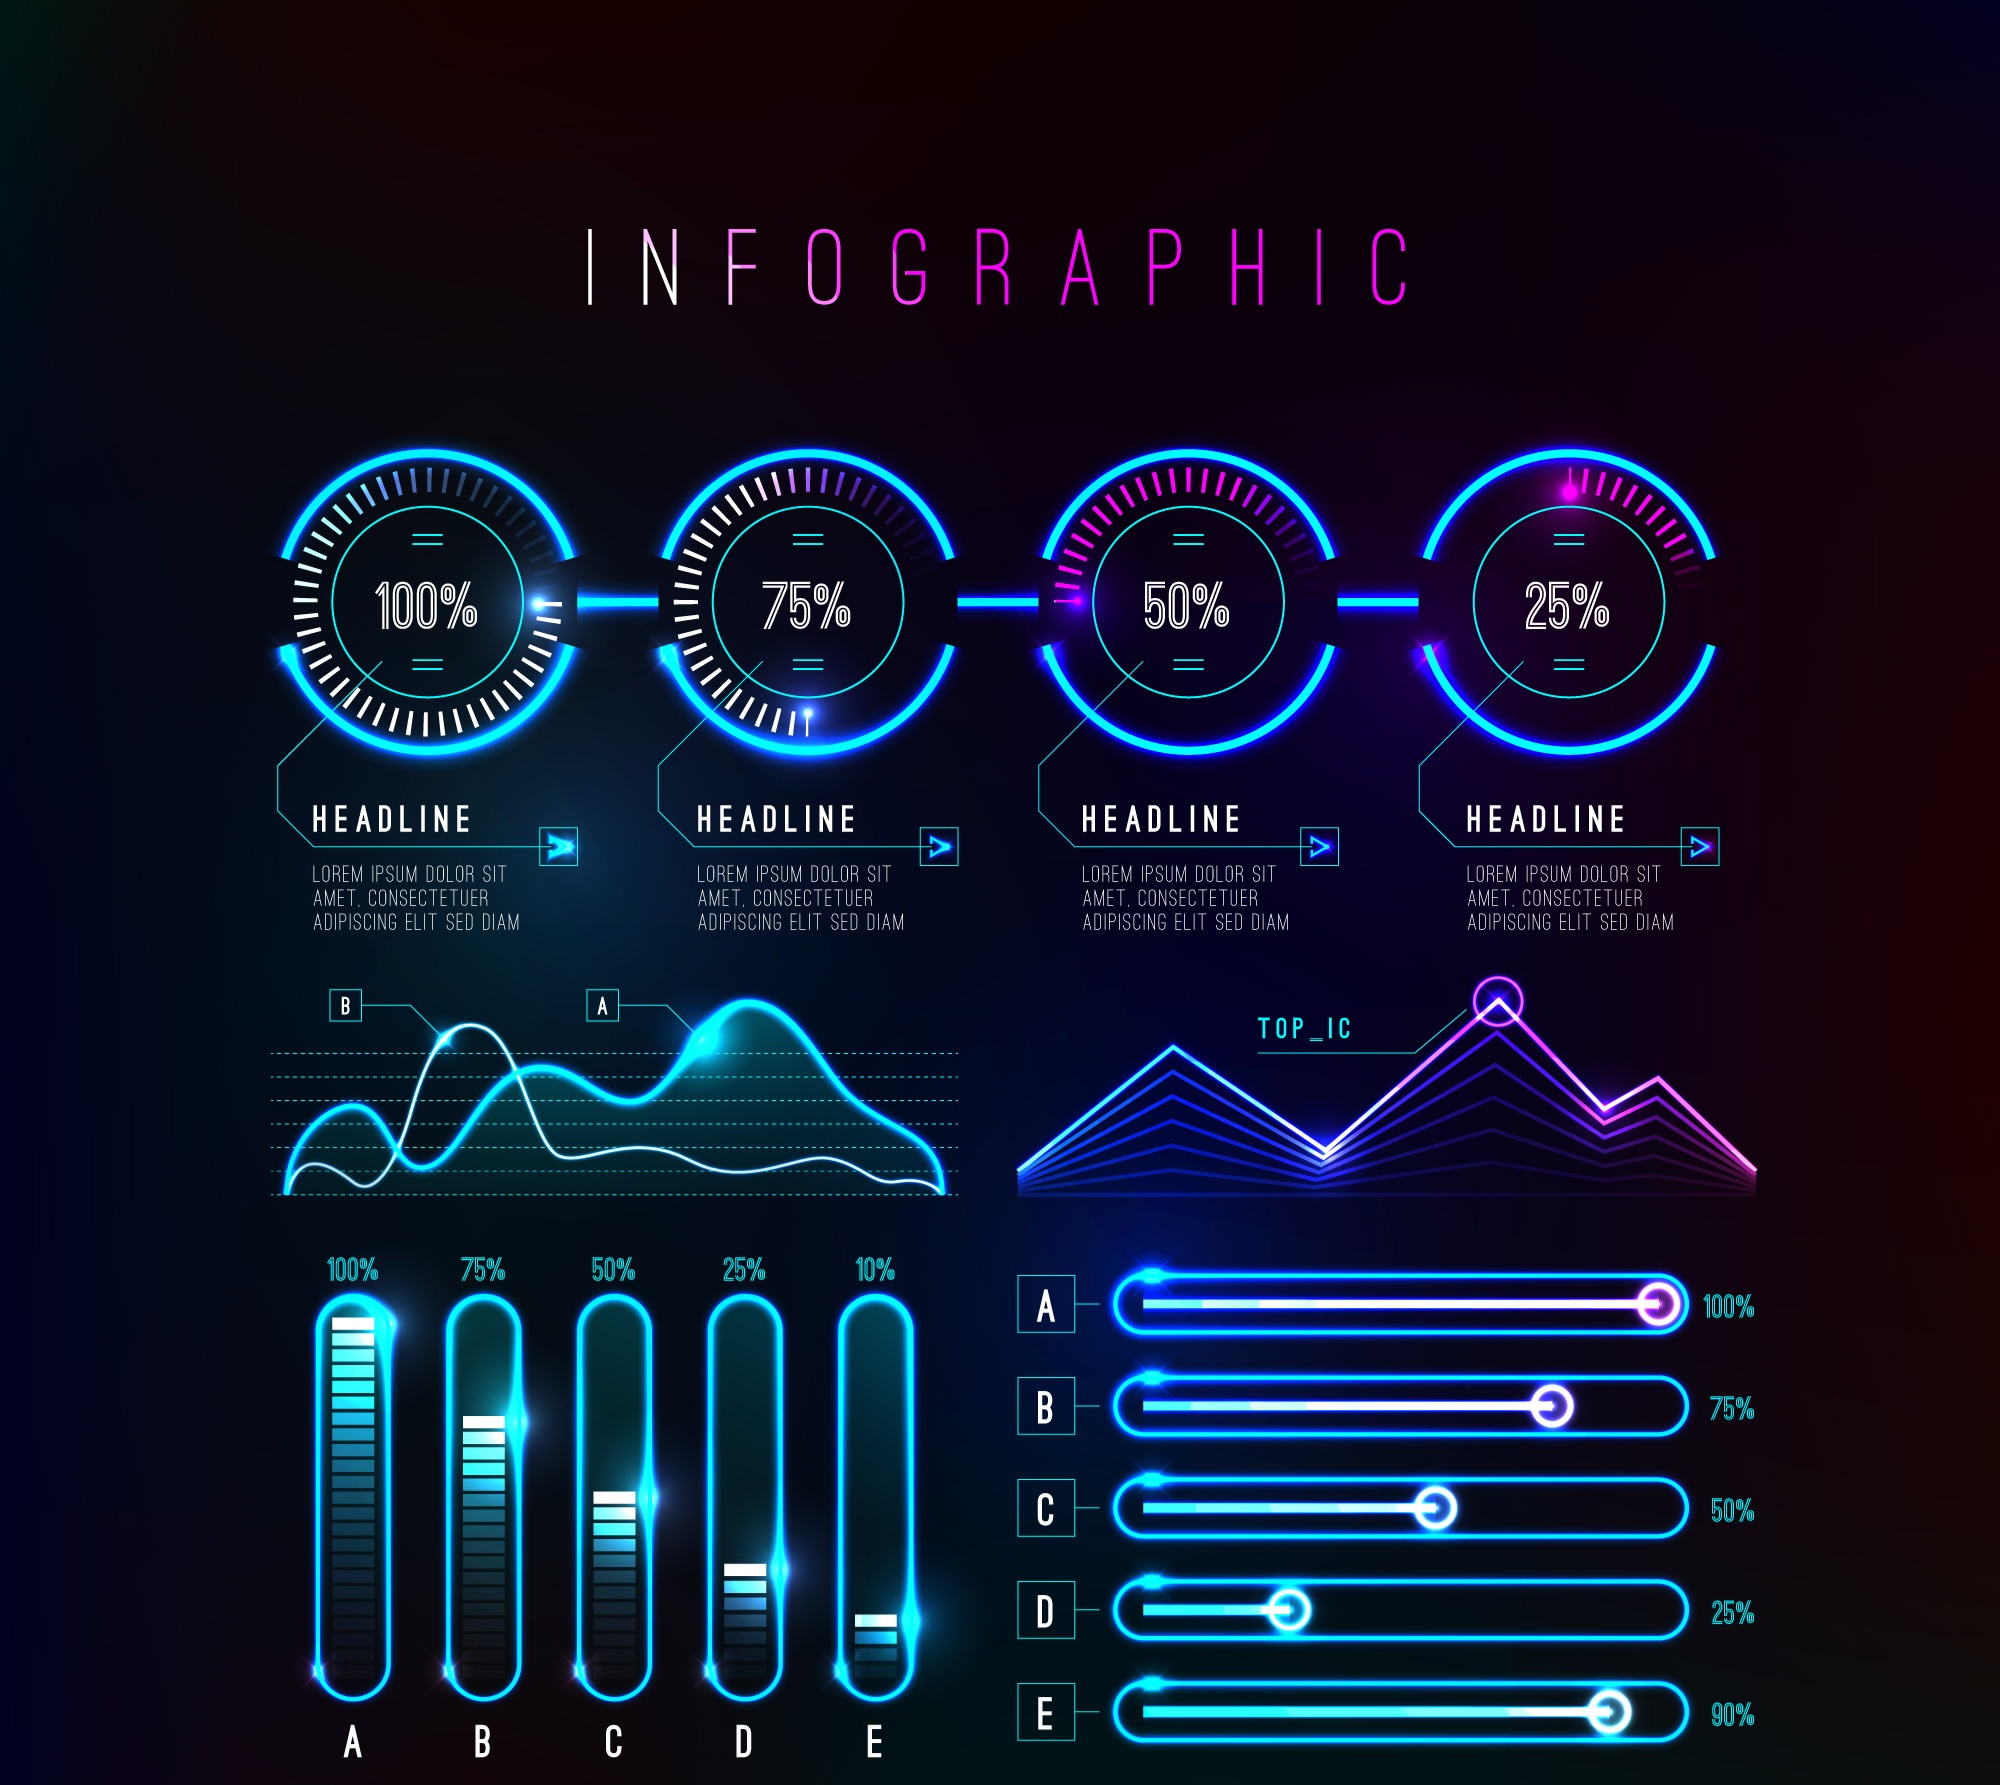 INFOGRAPHIC
100%
75%
50%
25%
HEADLINE
LOREM IPSUM DOLOR SIT
AMET, CONSECTETUER
ADIPISCING ELIT SED DIAM
HEADLINE
LOREM IPSUM DOLOR SIT
AMET, CONSECTETUER
ADIPISCING ELIT SED DIAM
HEADLINE
LOREM IPSUM DOLOR SIT
AMET, CONSECTETUER
ADIPISCING ELIT SED DIAM
HEADLINE
LOREM IPSUM DOLOR SIT
AMET, CONSECTETUER
ADIPISCING ELIT SED DIAM
B
A
TOP_IC
100%
75%
50%
25%
10%
A
B
C
D
E
A
100%
B
75%
C
50%
D
25%
E
90%